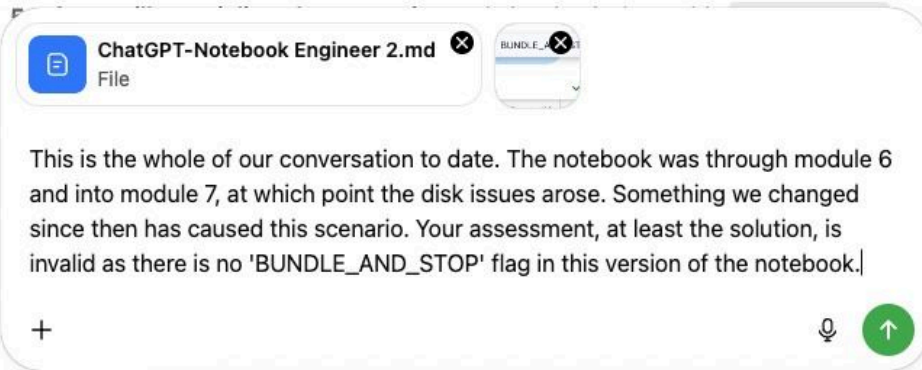 ChatGPT-Notebook Engineer 2.md
File
BUNDLE_A
This is the whole of our conversation to date. The notebook was through module 6
and into module 7, at which point the disk issues arose. Something we changed
since then has caused this scenario. Your assessment, at least the solution, is
invalid as there is no 'BUNDLE_AND_STOP' flag in this version of the notebook.